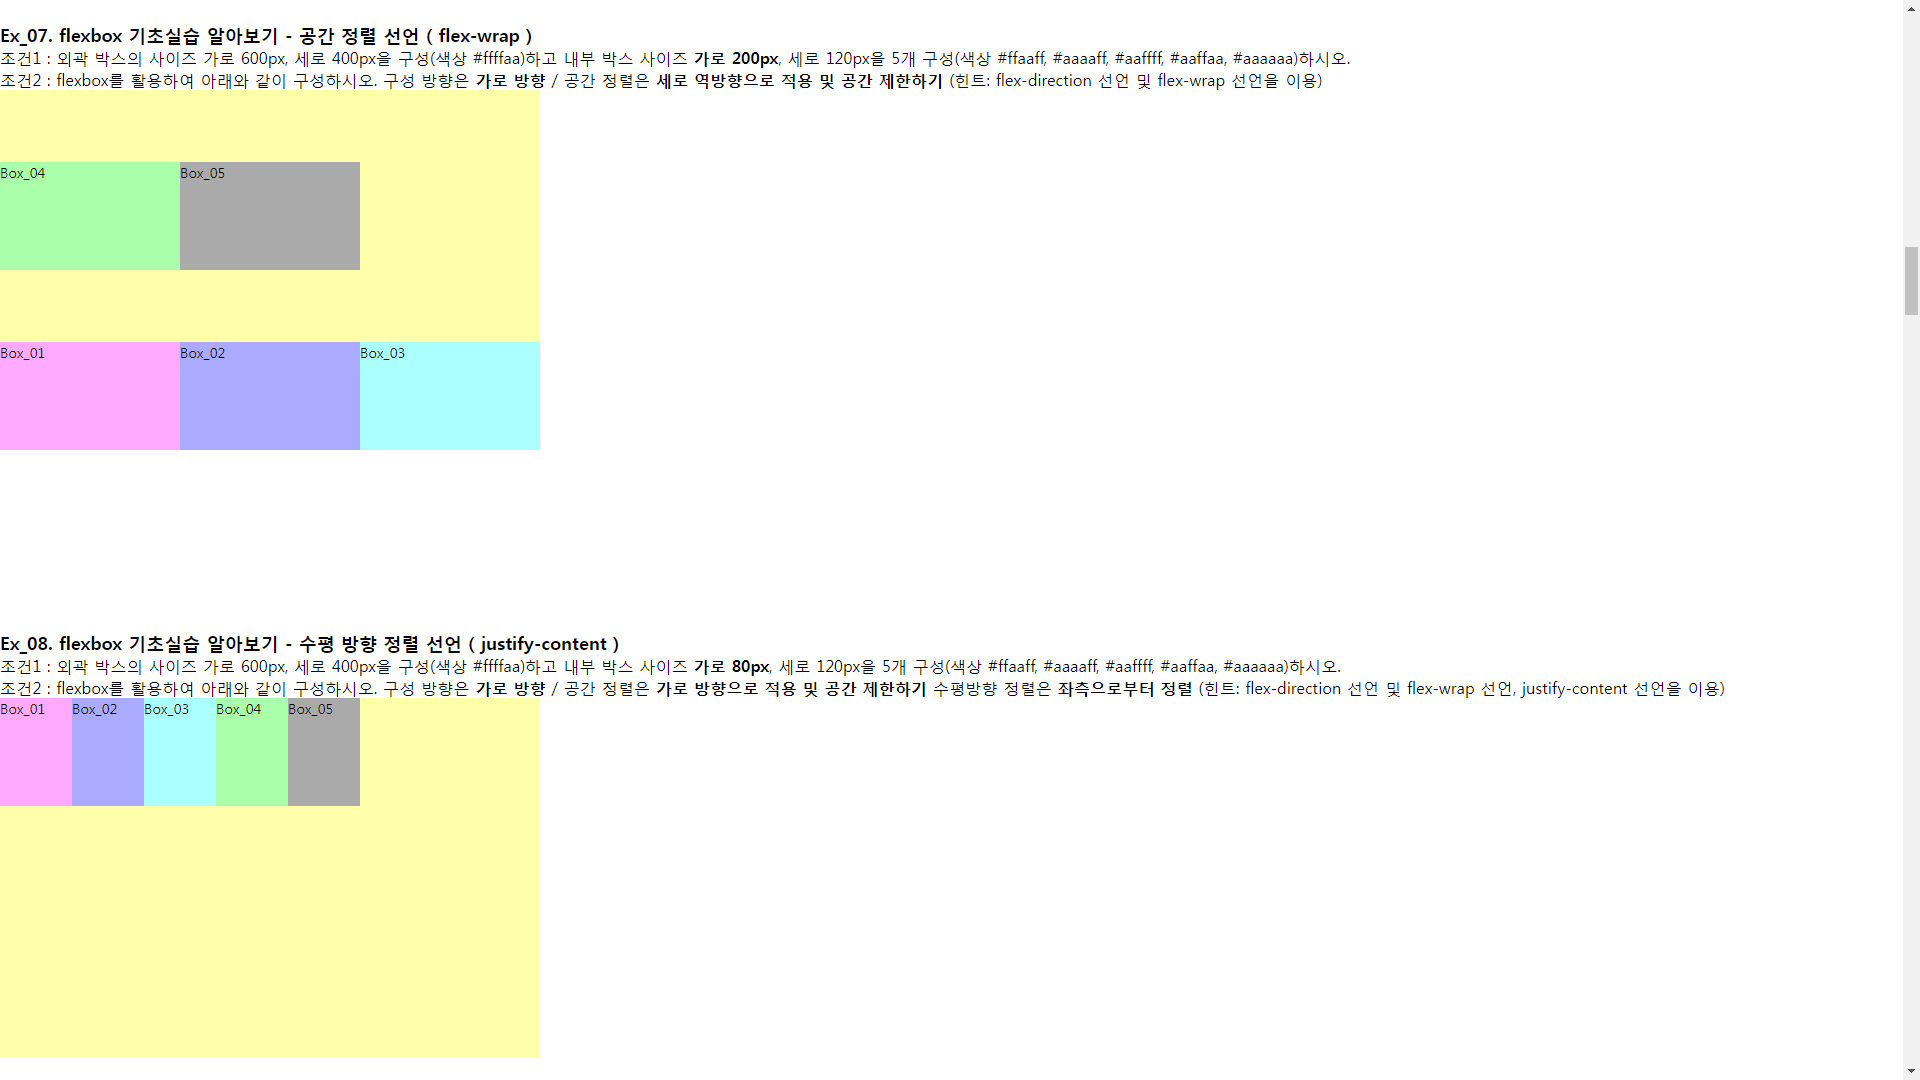 Ex_07. flexbox 기초실습 알아보기 - 공간 정렬 선언 ( flex-wrap )
조건1 : 외곽 박스의 사이즈 가로 600px, 세로 400px을 구성(색상 #ffffaa)하고 내부 박스 사이즈 가로 200px, 세로 120px을 5개 구성(색상 #ffaaff, #aaaaff, #aaffff, #aaffaa, #aaaaaa)하시오.
조건2 : flexbox를 활용하여 아래와 같이 구성하시오. 구성 방향은 가로 방향 / 공간 정렬은 세로 역방향으로 적용 및 공간 제한하기 (힌트: flex-direction 선언 및 flex-wrap 선언을 이용)
Box_04 Box_05
Box_01 Box_02 Box_03
Ex_08. flexbox 기초실습 알아보기 - 수평 방향 정렬 선언 ( justify-content )
조건1 : 외곽 박스의 사이즈 가로 600px, 세로 400px을 구성(색상 #ffffaa)하고 내부 박스 사이즈 가로 80px, 세로 120px을 5개 구성(색상 #ffaaff, #aaaaff, #aaffff, #aaffaa, #aaaaaa)하시오.
조건2 : flexbox를 활용하여 아래와 같이 구성하시오. 구성 방향은 가로 방향 / 공간 정렬은 가로 방향으로 적용 및 공간 제한하기 수평방향 정렬은 좌측으로부터 정렬 (힌트: flex-direction 선언 및 flex-wrap 선언, justify-content 선언을 이용)
Box_01 Box_02 Box_03 Box_04 Box_05